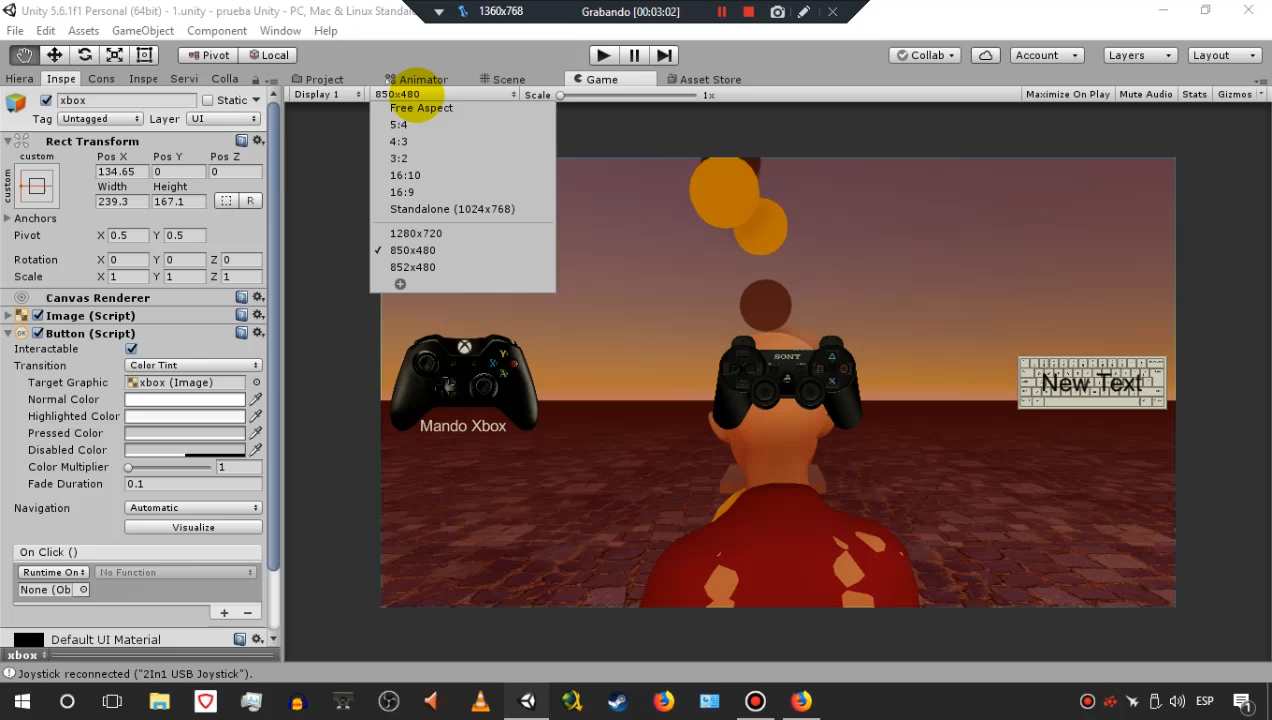 Unity 5.6.1f1 Personal (64bit) - 1.unity - prueba Unity - PC, Mac & Linux Standalo
1360x768
Grabando [00:03:02]
File Edit Assets GameObject Component Window Help
Pivot Local
Collab Account Layers Layout
Hiera Inspe Cons Inspe Servi Colla
Project Animator Scene Game Asset Store
Display 1 850x480 Scale 1x Maximize On Play Mute Audio Stats Gizmos
xbox Static
Tag Untagged Layer UI
Rect Transform
custom
custom
Pos X Pos Y Pos Z
134.65 0 0
Width Height
239.3 167.1 R
Anchors
Pivot X 0.5 Y 0.5
Rotation X 0 Y 0 Z 0
Scale X 1 Y 1 Z 1
Canvas Renderer
Image (Script)
Button (Script)
Interactable
Transition Color Tint
Target Graphic xbox (Image)
Normal Color
Highlighted Color
Pressed Color
Disabled Color
Color Multiplier 1
Fade Duration 0.1
Navigation Automatic
Visualize
On Click ()
Runtime On No Function
None (Ob
+ −
Default UI Material
xbox
Free Aspect
5:4
4:3
3:2
16:10
16:9
Standalone (1024x768)
1280x720
✓ 850x480
852x480
Y
X B
A
Mando Xbox
SONY
New Text
Joystick reconnected ("2In1 USB Joystick").
ESP
1